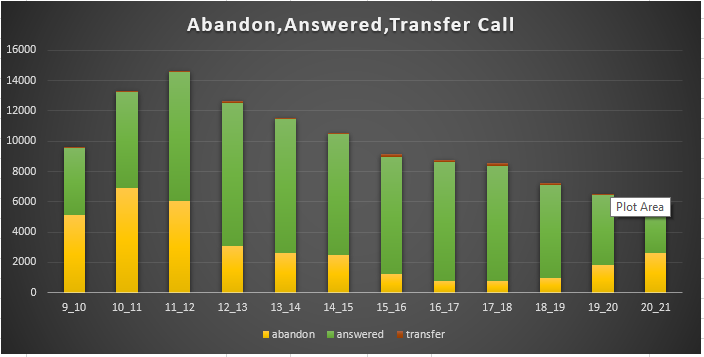 Abandon,Answered,Transfer Call
16000
14000
12000
10000
8000
6000
4000
2000
0
Plot Area
9_10 10_11 11_12 12_13 13_14 14_15 15_16 16_17 17_18 18_19 19_20 20_21
abandon answered transfer